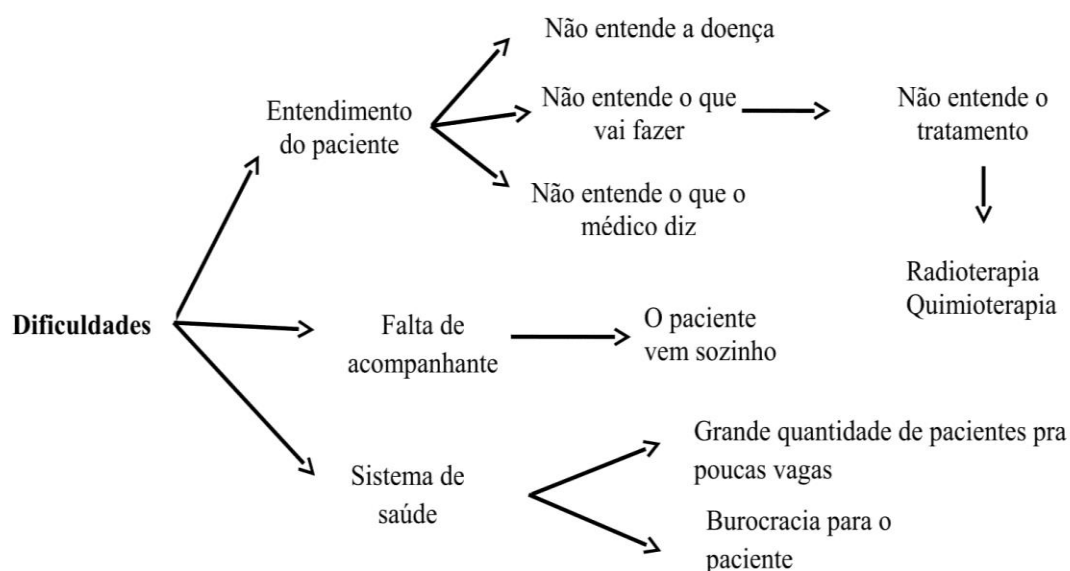 Não entende a doença
Entendimento
do paciente
Não entende o que
vai fazer
Não entende o
tratamento
Não entende o que o
médico diz
Radioterapia
Quimioterapia
Dificuldades
Falta de
acompanhante
O paciente
vem sozinho
Sistema de
saúde
Grande quantidade de pacientes pra
poucas vagas
Burocracia para o
paciente